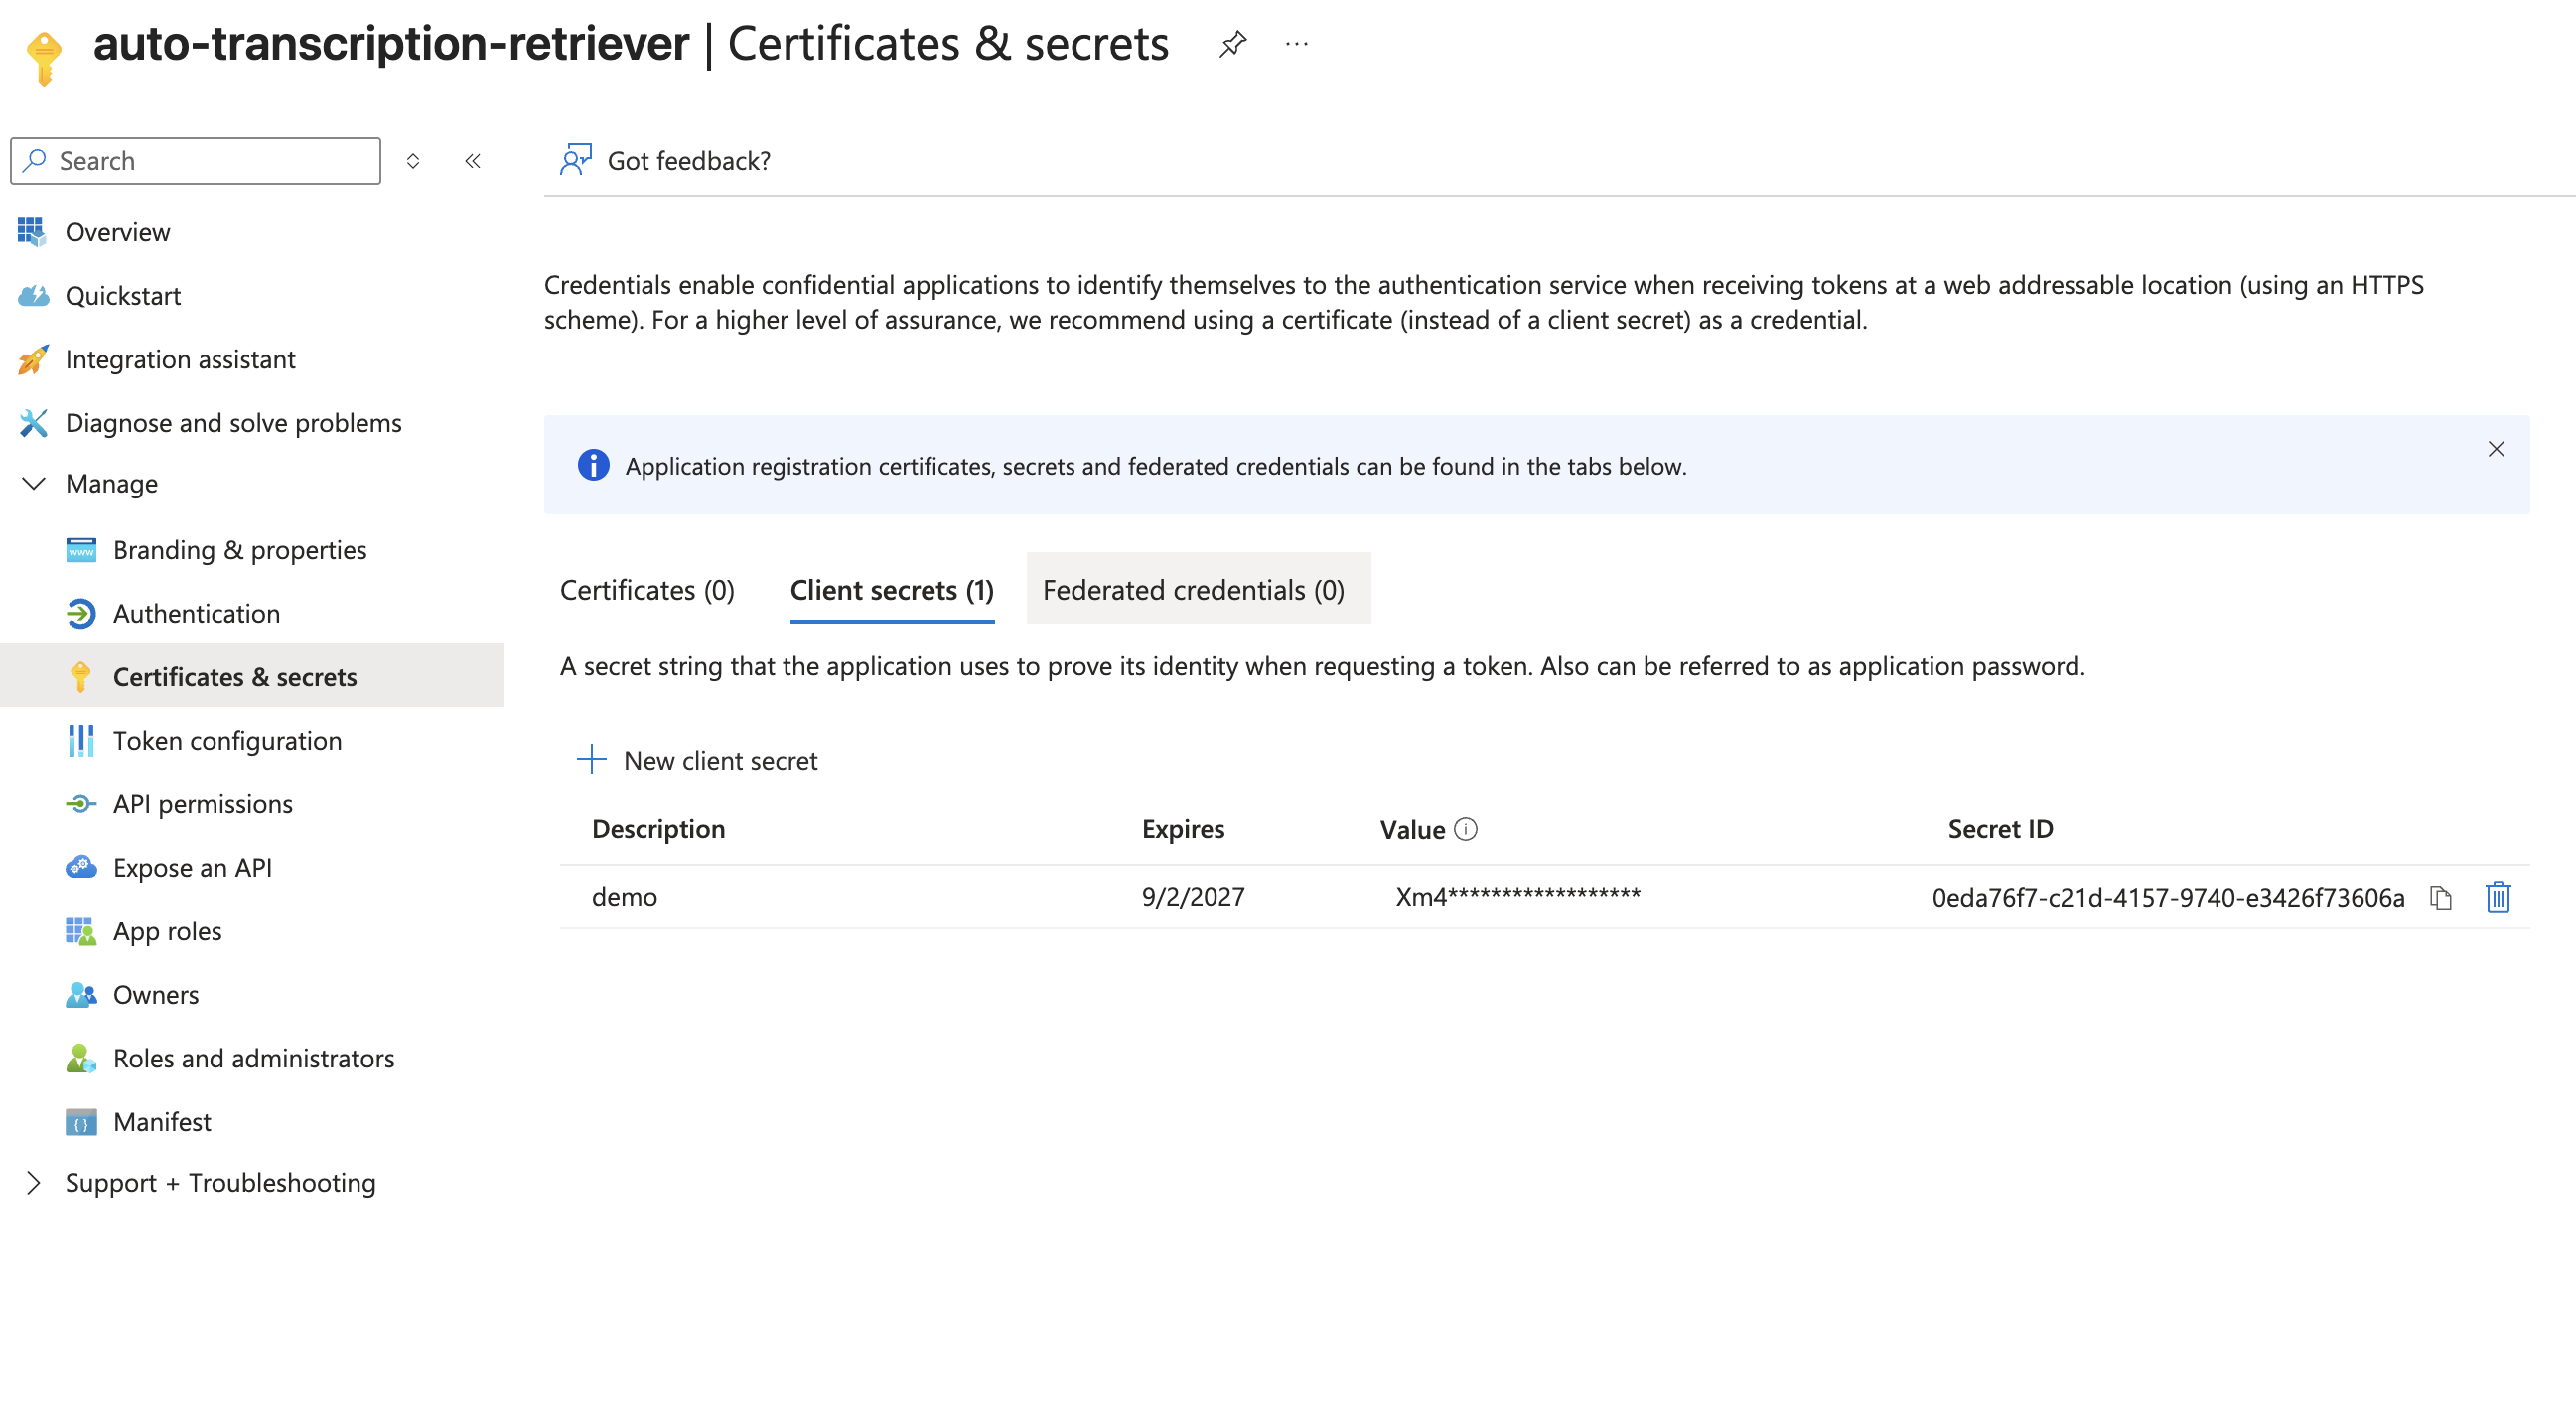 auto-transcription-retriever | Certificates & secrets
Search
Got feedback?
Overview
Quickstart
Integration assistant
Diagnose and solve problems
Manage
Branding & properties
Authentication
Certificates & secrets
Token configuration
API permissions
Expose an API
App roles
Owners
Roles and administrators
Manifest
Support + Troubleshooting
Credentials enable confidential applications to identify themselves to the authentication service when receiving tokens at a web addressable location (using an HTTPS
scheme). For a higher level of assurance, we recommend using a certificate (instead of a client secret) as a credential.
Application registration certificates, secrets and federated credentials can be found in the tabs below.
Certificates (0) Client secrets (1) Federated credentials (0)
A secret string that the application uses to prove its identity when requesting a token. Also can be referred to as application password.
New client secret
Description Expires Value Secret ID
demo 9/2/2027 Xm4****************** 0eda76f7-c21d-4157-9740-e3426f73606a